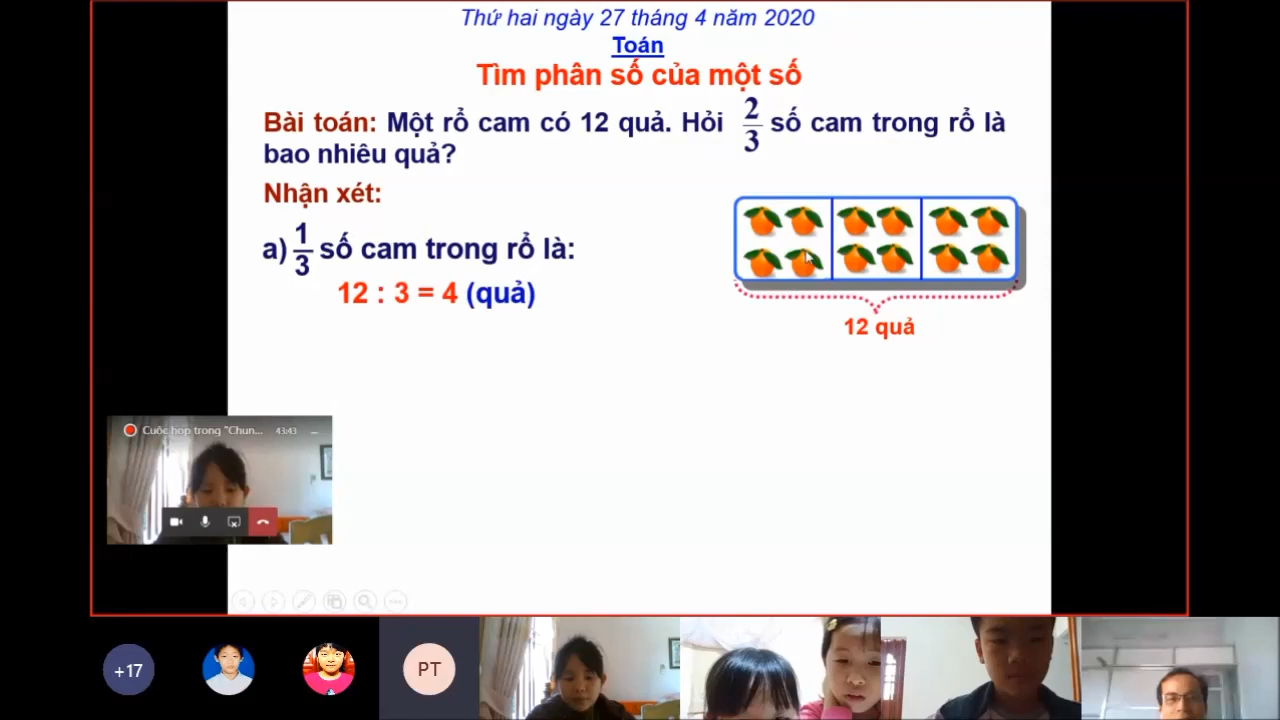 Thứ hai ngày 27 tháng 4 năm 2020
Toán
Tìm phân số của một số
Bài toán: Một rổ cam có 12 quả. Hỏi 2/3 số cam trong rổ là
bao nhiêu quả?
Nhận xét:
a) 1/3 số cam trong rổ là:
12 : 3 = 4 (quả)
12 quả
Cuộc họp trong "Chun... 43:43
+17
PT